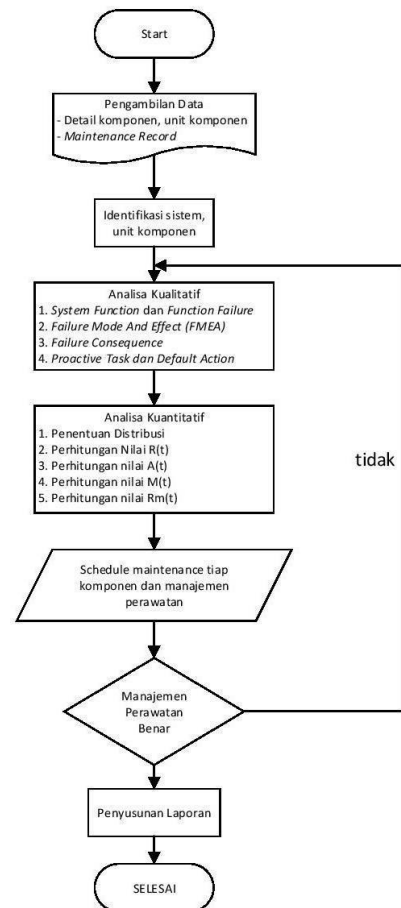 Start
Pengambilan Data
- Detail komponen, unit komponen
- Maintenance Record
Identifikasi sistem,
unit komponen
Analisa Kualitatif
1. System Function dan Function Failure
2. Failure Mode And Effect (FMEA)
3. Failure Consequence
4. Proactive Task dan Default Action
Analisa Kuantitatif
1. Penentuan Distribusi
2. Perhitungan Nilai R(t)
3. Perhitungan nilai A(t)
4. Perhitungan nilai M(t)
5. Perhitungan nilai Rm(t)
tidak
Schedule maintenance tiap
komponen dan manajemen
perawatan
Manajemen
Perawatan
Benar
Penyusunan Laporan
SELESAI